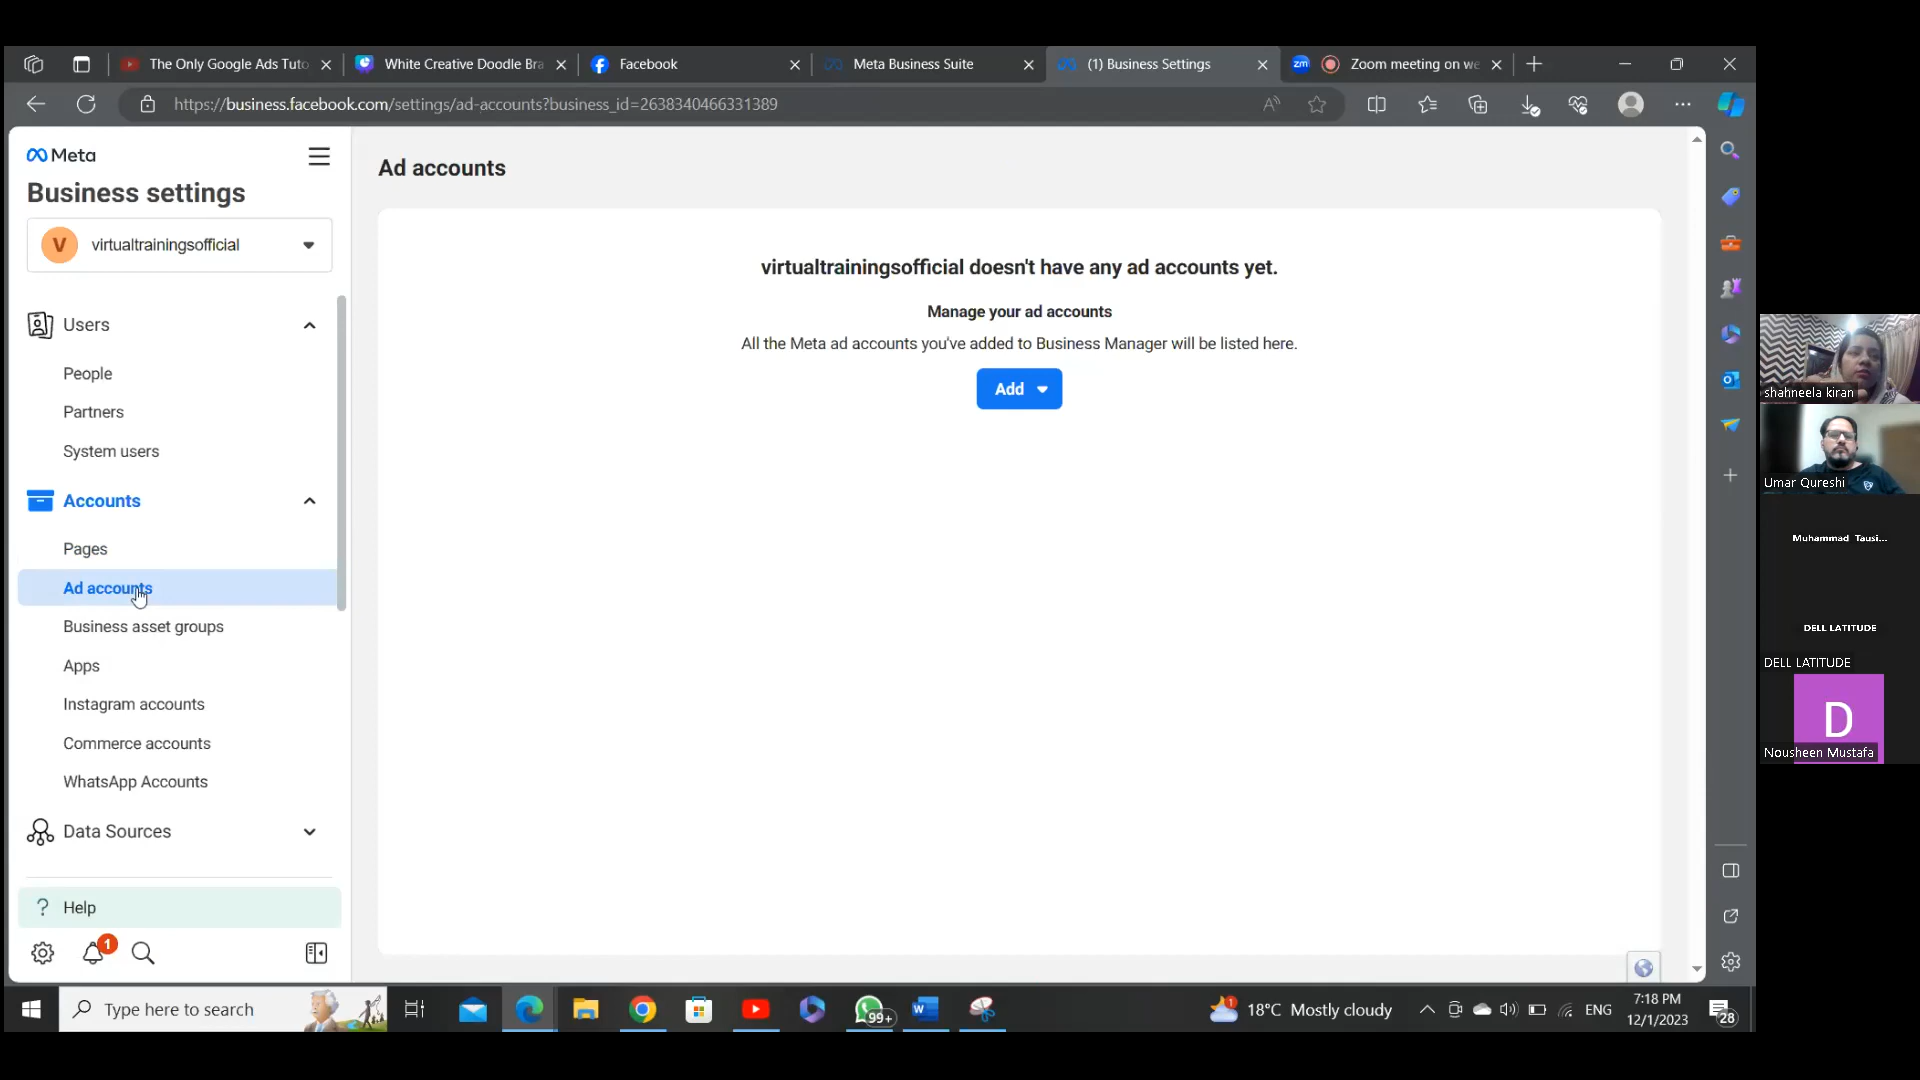 The Only Google Ads Tuto
White Creative Doodle Bra
Facebook
Meta Business Suite
(1) Business Settings
zm
Zoom meeting on we
https://business.facebook.com/settings/ad-accounts?business_id=2638340466331389
Meta
Business settings
V
virtualtrainingsofficial
Users
People
Partners
System users
Accounts
Pages
Ad accounts
Business asset groups
Apps
Instagram accounts
Commerce accounts
WhatsApp Accounts
Data Sources
? Help
1
Ad accounts
virtualtrainingsofficial doesn't have any ad accounts yet.
Manage your ad accounts
All the Meta ad accounts you've added to Business Manager will be listed here.
Add
shahneela kiran
Umar Qureshi
Muhammad Tausi...
DELL LATITUDE
DELL LATITUDE
D
Nousheen Mustafa
Type here to search
99+
18°C Mostly cloudy
ENG
7:18 PM
12/1/2023
28